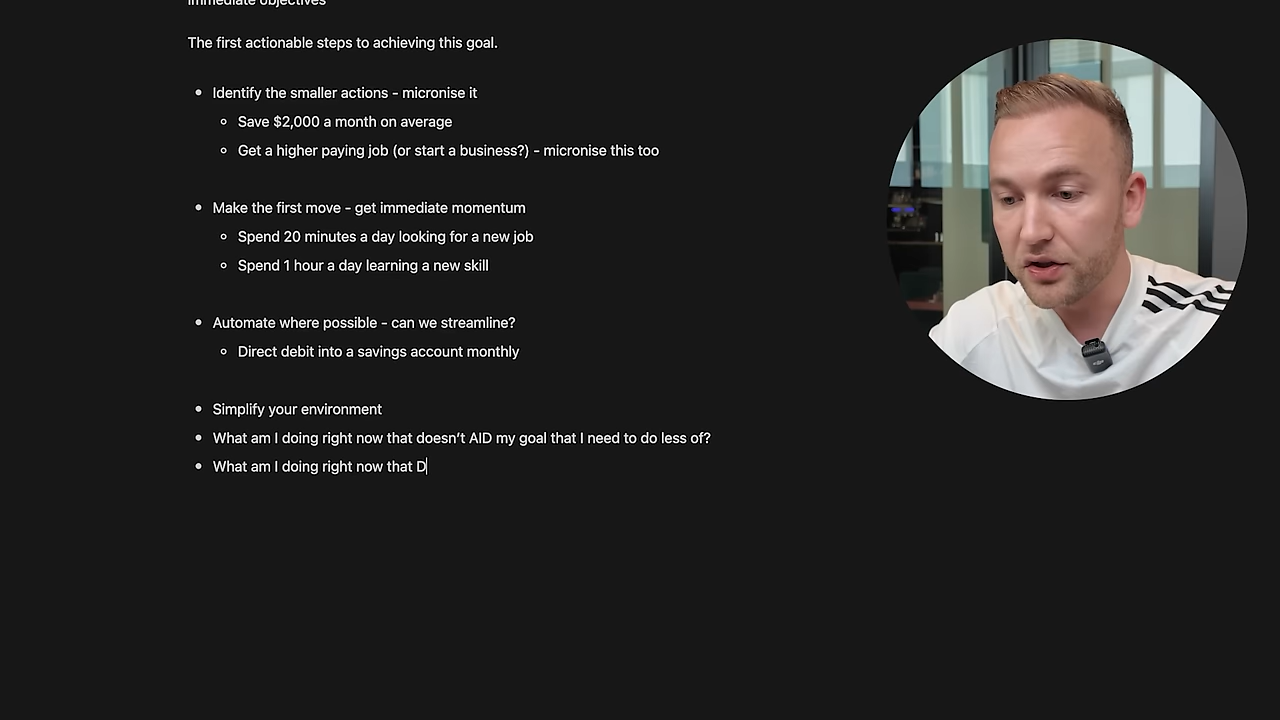 Immediate objectives
The first actionable steps to achieving this goal.
Identify the smaller actions - micronise it
Save $2,000 a month on average
Get a higher paying job (or start a business?) - micronise this too
Make the first move - get immediate momentum
Spend 20 minutes a day looking for a new job
Spend 1 hour a day learning a new skill
Automate where possible - can we streamline?
Direct debit into a savings account monthly
Simplify your environment
What am I doing right now that doesn't AID my goal that I need to do less of?
What am I doing right now that D